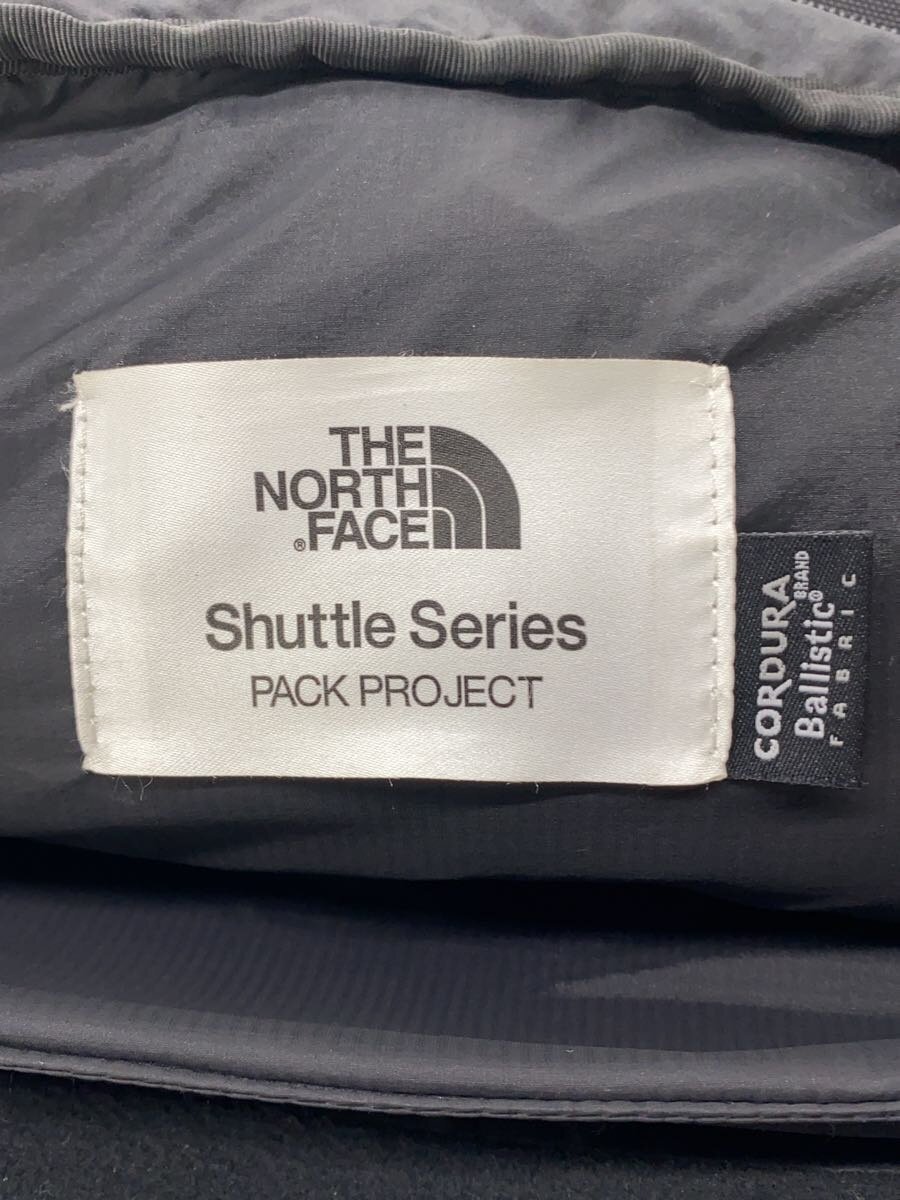 THE
NORTH
®FACE
Shuttle Series
PACK PROJECT
CORDURA
BRAND
Ballistic®
FABRIC